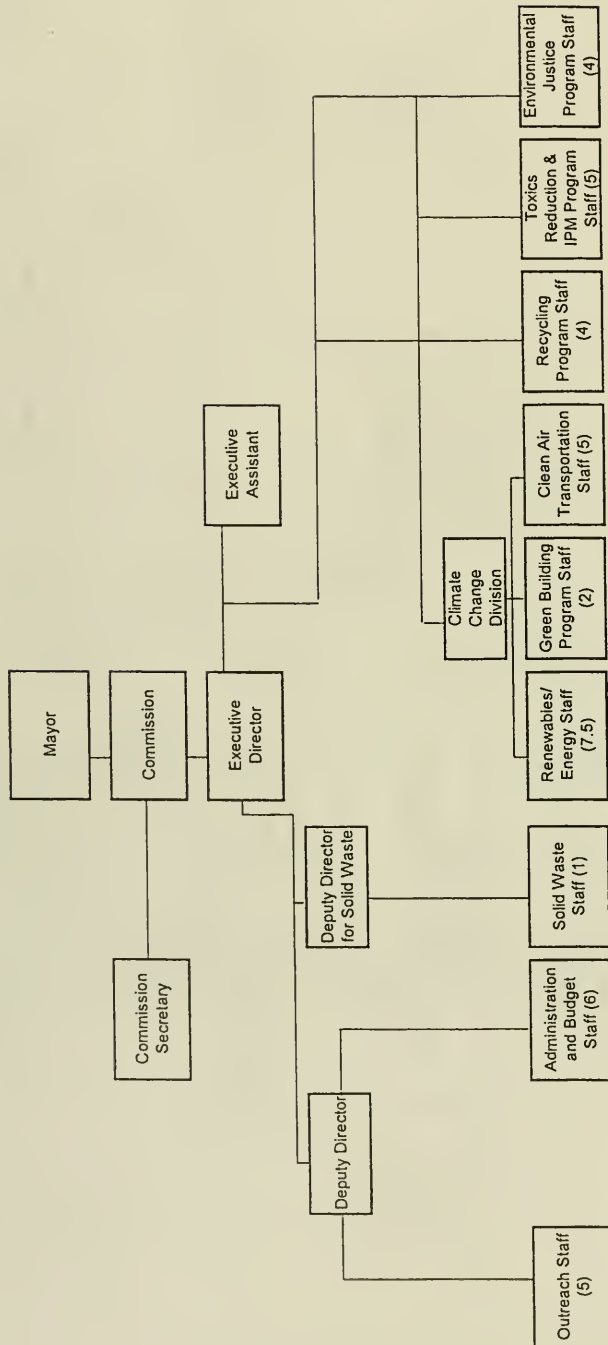 Mayor
Commission
Commission
Secretary
Executive
Director
Executive
Assistant
Deputy Director
Deputy Director
for Solid Waste
Climate
Change
Division
Outreach Staff
(5)
Administration
and Budget
Staff (6)
Solid Waste
Staff (1)
Renewables/
Energy Staff
(7.5)
Green Building
Program Staff
(2)
Clean Air
Transportation
Staff (5)
Recycling
Program Staff
(4)
Toxics
Reduction &
IPM Program
Staff (5)
Environmental
Justice
Program Staff
(4)